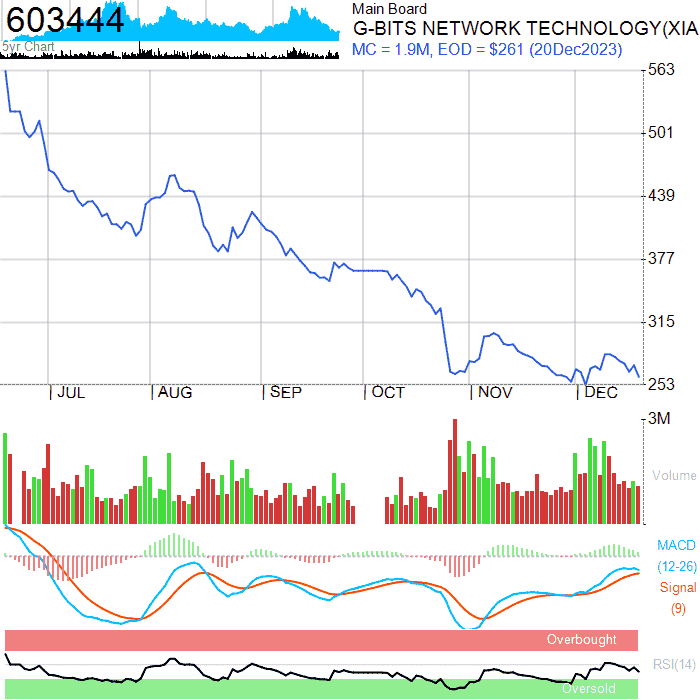 603444
5yr Chart
Main Board
G-BITS NETWORK TECHNOLOGY(XIA
MC = 1.9M, EOD = $261 (20Dec2023)
563
501
439
377
315
253
JUL
AUG
SEP
OCT
NOV
DEC
3M
Volume
MACD
(12-26)
Signal
(9)
Overbought
RSI(14)
Oversold